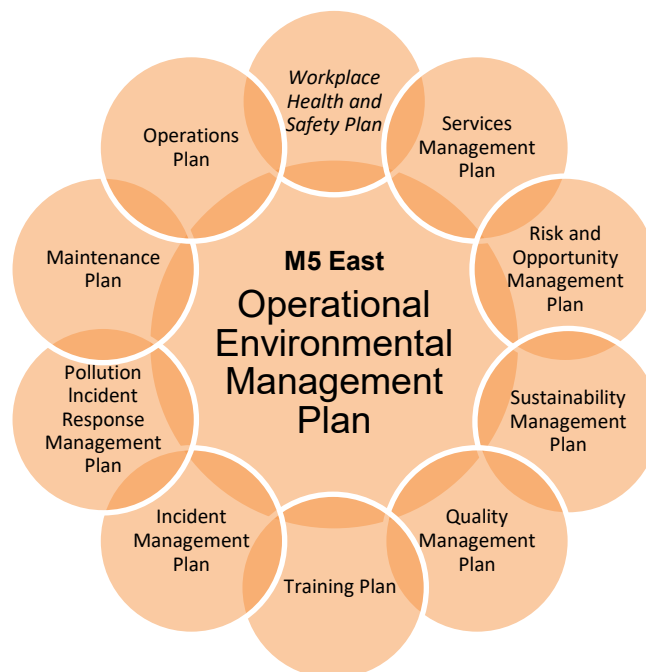 Workplace
Health and
Safety Plan
Services
Management
Plan
Risk and
Opportunity
Management
Plan
Sustainability
Management
Plan
Quality
Management
Plan
Training Plan
Incident
Management
Plan
Pollution
Incident
Response
Management
Plan
Maintenance
Plan
Operations
Plan
M5 East
Operational
Environmental
Management
Plan